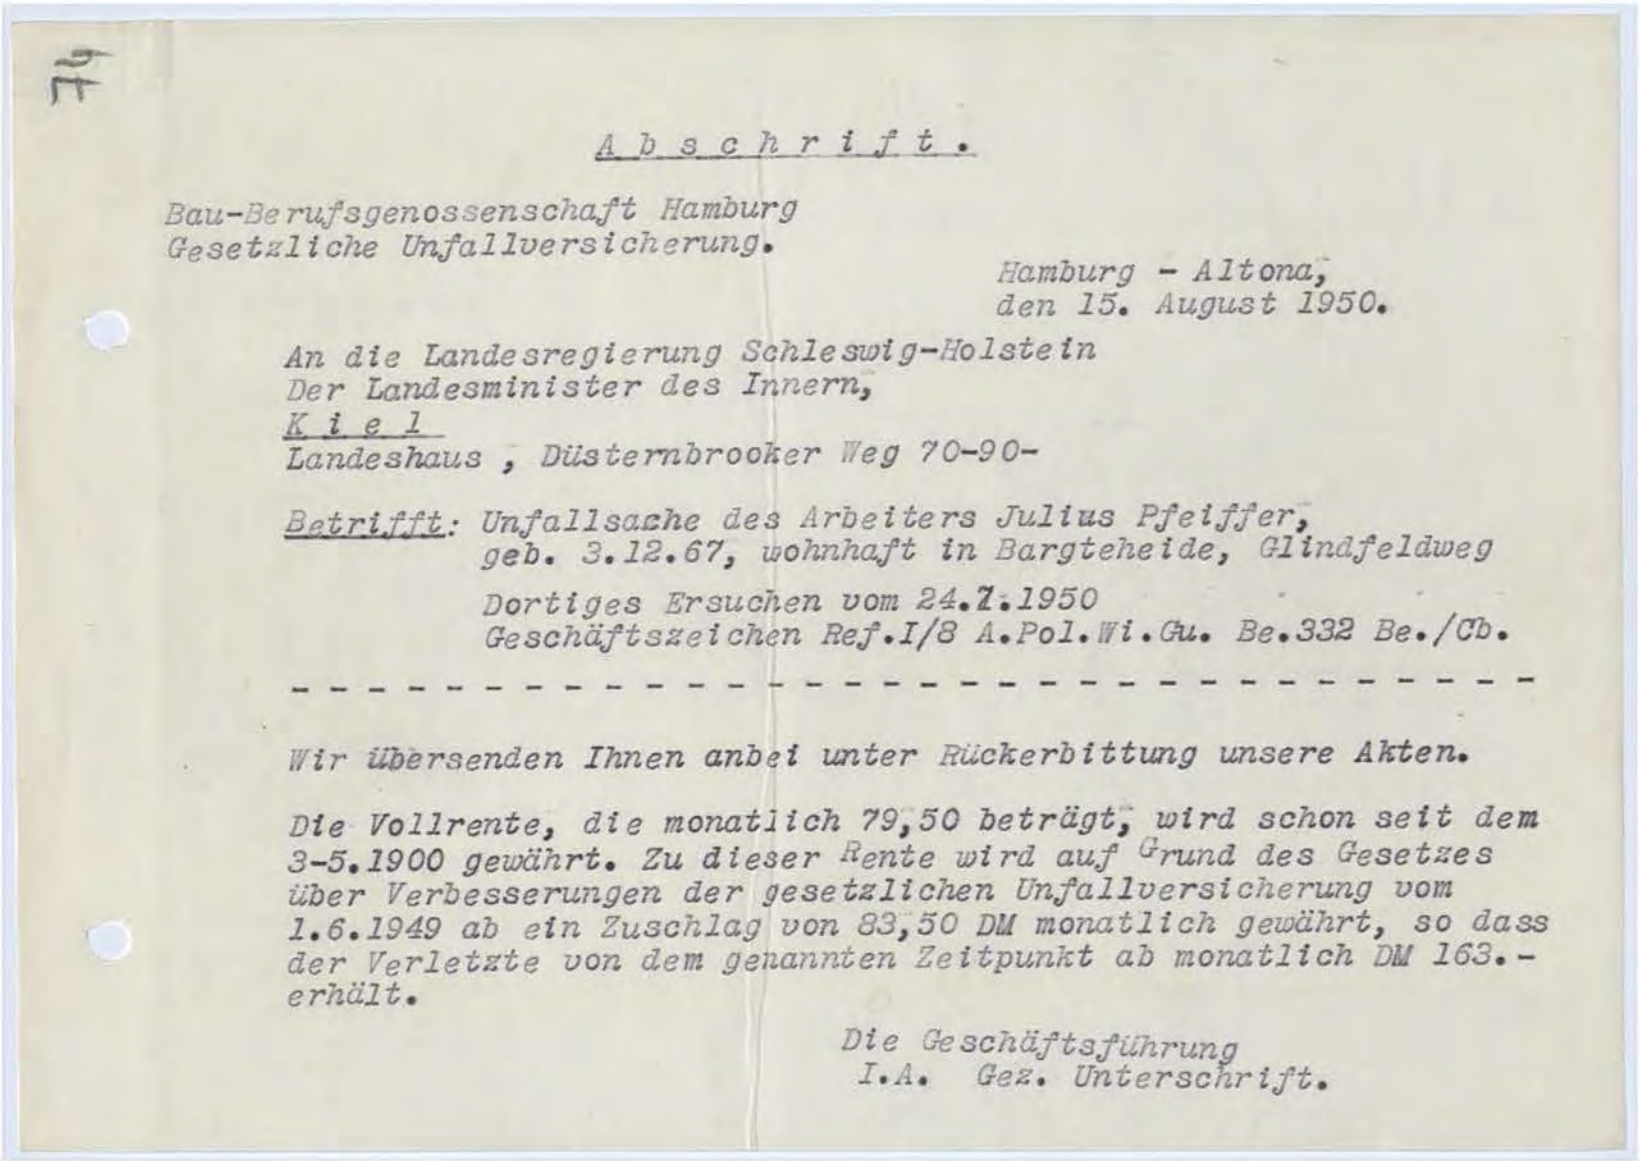 74
A b s c h r i f t .
Bau-Berufsgenossenschaft Hamburg
Gesetzliche Unfallversicherung.
Hamburg - Altona,
den 15. August 1950.
An die Landesregierung Schleswig-Holstein
Der Landesminister des Innern,
K i e l
Landeshaus , Düsternbrooker Weg 70-90-
Betrifft: Unfallsache des Arbeiters Julius Pfeiffer,
geb. 3.12.67, wohnhaft in Bargteheide, Glindfeldweg
Dortiges Ersuchen vom 24.7.1950
Geschäftszeichen Ref.I/8 A.Pol.Wi.Gu. Be.332 Be./Cb.
- - - - - - - - - - - - - - - - - - - - - - - - - - - - - - - -
Wir übersenden Ihnen anbei unter Rückerbittung unsere Akten.
Die Vollrente, die monatlich 79,50 beträgt, wird schon seit dem
3-5.1900 gewährt. Zu dieser Rente wird auf Grund des Gesetzes
über Verbesserungen der gesetzlichen Unfallversicherung vom
1.6.1949 ab ein Zuschlag von 83,50 DM monatlich gewährt, so dass
der Verletzte von dem genannten Zeitpunkt ab monatlich DM 163.-
erhält.
Die Geschäftsführung
I.A. Gez. Unterschrift.